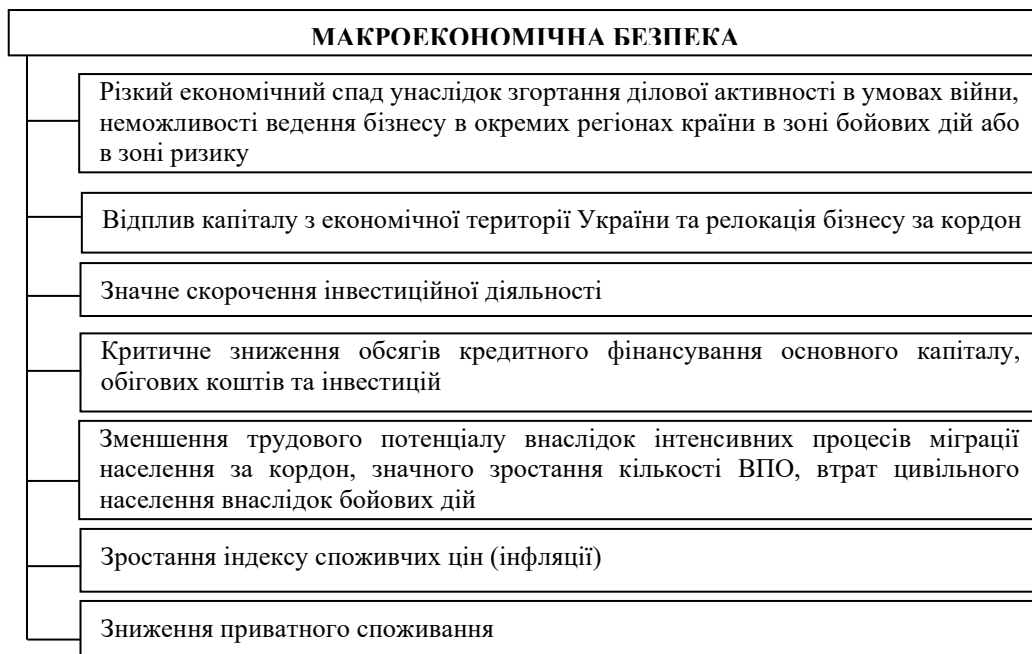 МАКРОЕКОНОМІЧНА БЕЗПЕКА
Різкий економічний спад унаслідок згортання ділової активності в умовах війни,
неможливості ведення бізнесу в окремих регіонах країни в зоні бойових дій або
в зоні ризику
Відплив капіталу з економічної території України та релокація бізнесу за кордон
Значне скорочення інвестиційної діяльності
Критичне зниження обсягів кредитного фінансування основного капіталу,
обігових коштів та інвестицій
Зменшення трудового потенціалу внаслідок інтенсивних процесів міграції
населення за кордон, значного зростання кількості ВПО, втрат цивільного
населення внаслідок бойових дій
Зростання індексу споживчих цін (інфляції)
Зниження приватного споживання